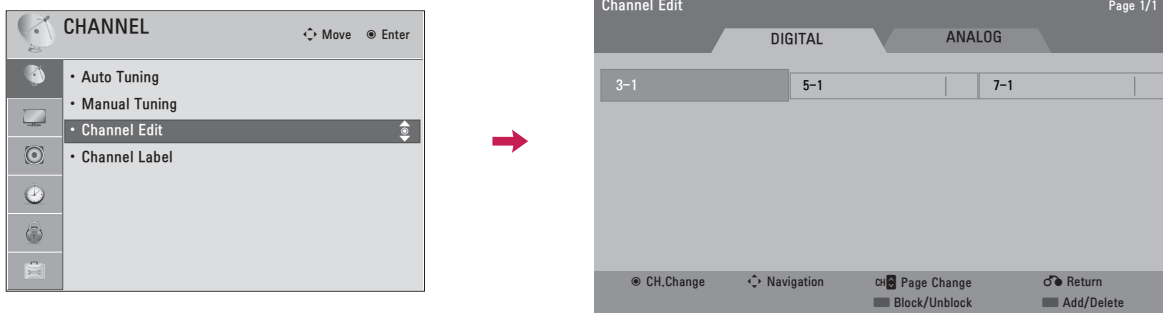 CHANNEL
Move Enter
• Auto Tuning
• Manual Tuning
• Channel Edit
• Channel Label
Channel Edit Page 1/1
DIGITAL ANALOG
3-1 5-1 7-1
CH.Change Navigation CH Page Change Return
Block/Unblock Add/Delete